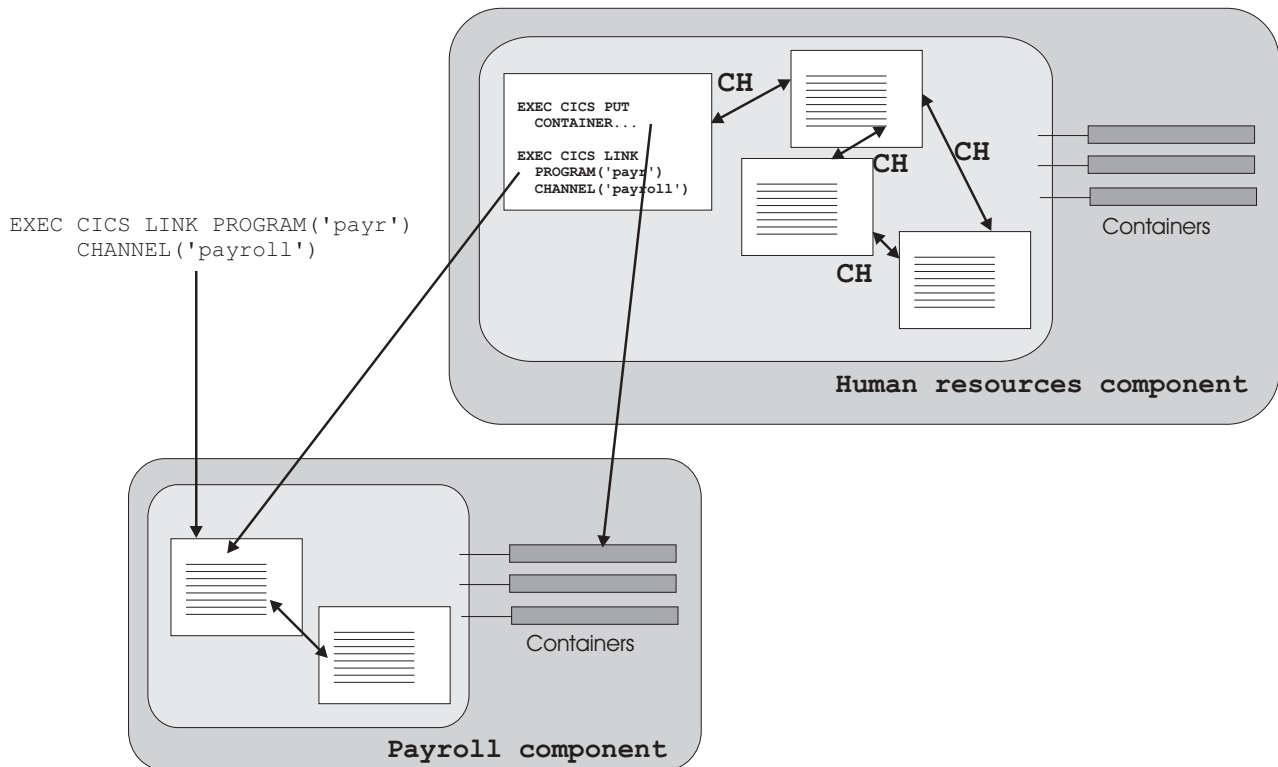 CH
EXEC CICS PUT
CONTAINER...
EXEC CICS LINK
PROGRAM('payr')
CHANNEL('payroll')
CH
CH
CH
Containers
Human resources component
EXEC CICS LINK PROGRAM('payr')
CHANNEL('payroll')
Containers
Payroll component